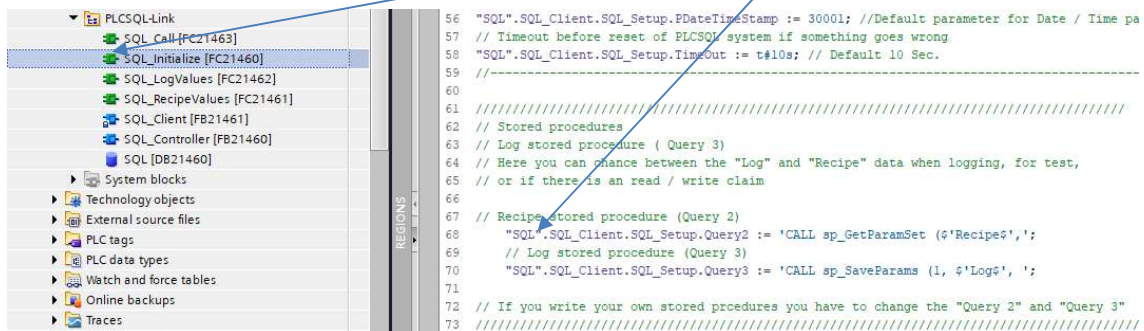 PLCSQL-Link
SQL_Call [FC21463]
SQL_Initialize [FC21460]
SQL_LogValues [FC21462]
SQL_RecipeValues [FC21461]
SQL_Client [FB21461]
SQL_Controller [FB21460]
SQL [DB21460]
System blocks
Technology objects
External source files
PLC tags
PLC data types
Watch and force tables
Online backups
Traces
REGIONS
56 "SQL".SQL_Client.SQL_Setup.PDateTimeStamp := 30001; //Default parameter for Date / Time pa
57 // Timeout before reset of PLCSQL system if something goes wrong
58 "SQL".SQL_Client.SQL_Setup.TimeOut := t#10s; // Default 10 Sec.
59 //------------------------------------------------------------------------------------------
60
61 /////////////////////////////////////////////////////////////////////////////////////////
62 // Stored procedures
63 // Log stored procedure ( Query 3)
64 // Here you can chance between the "Log" and "Recipe" data when logging, for test,
65 // or if there is an read / write claim
66
67 // Recipe stored procedure (Query 2)
68 "SQL".SQL_Client.SQL_Setup.Query2 := 'CALL sp_GetParamSet ($'Recipe$',';
69 // Log stored procedure (Query 3)
70 "SQL".SQL_Client.SQL_Setup.Query3 := 'CALL sp_SaveParams (1, $'Log$', ';
71
72 // If you write your own stored prcedures you have to change the "Query 2" and "Query 3"
73 /////////////////////////////////////////////////////////////////////////////////////////